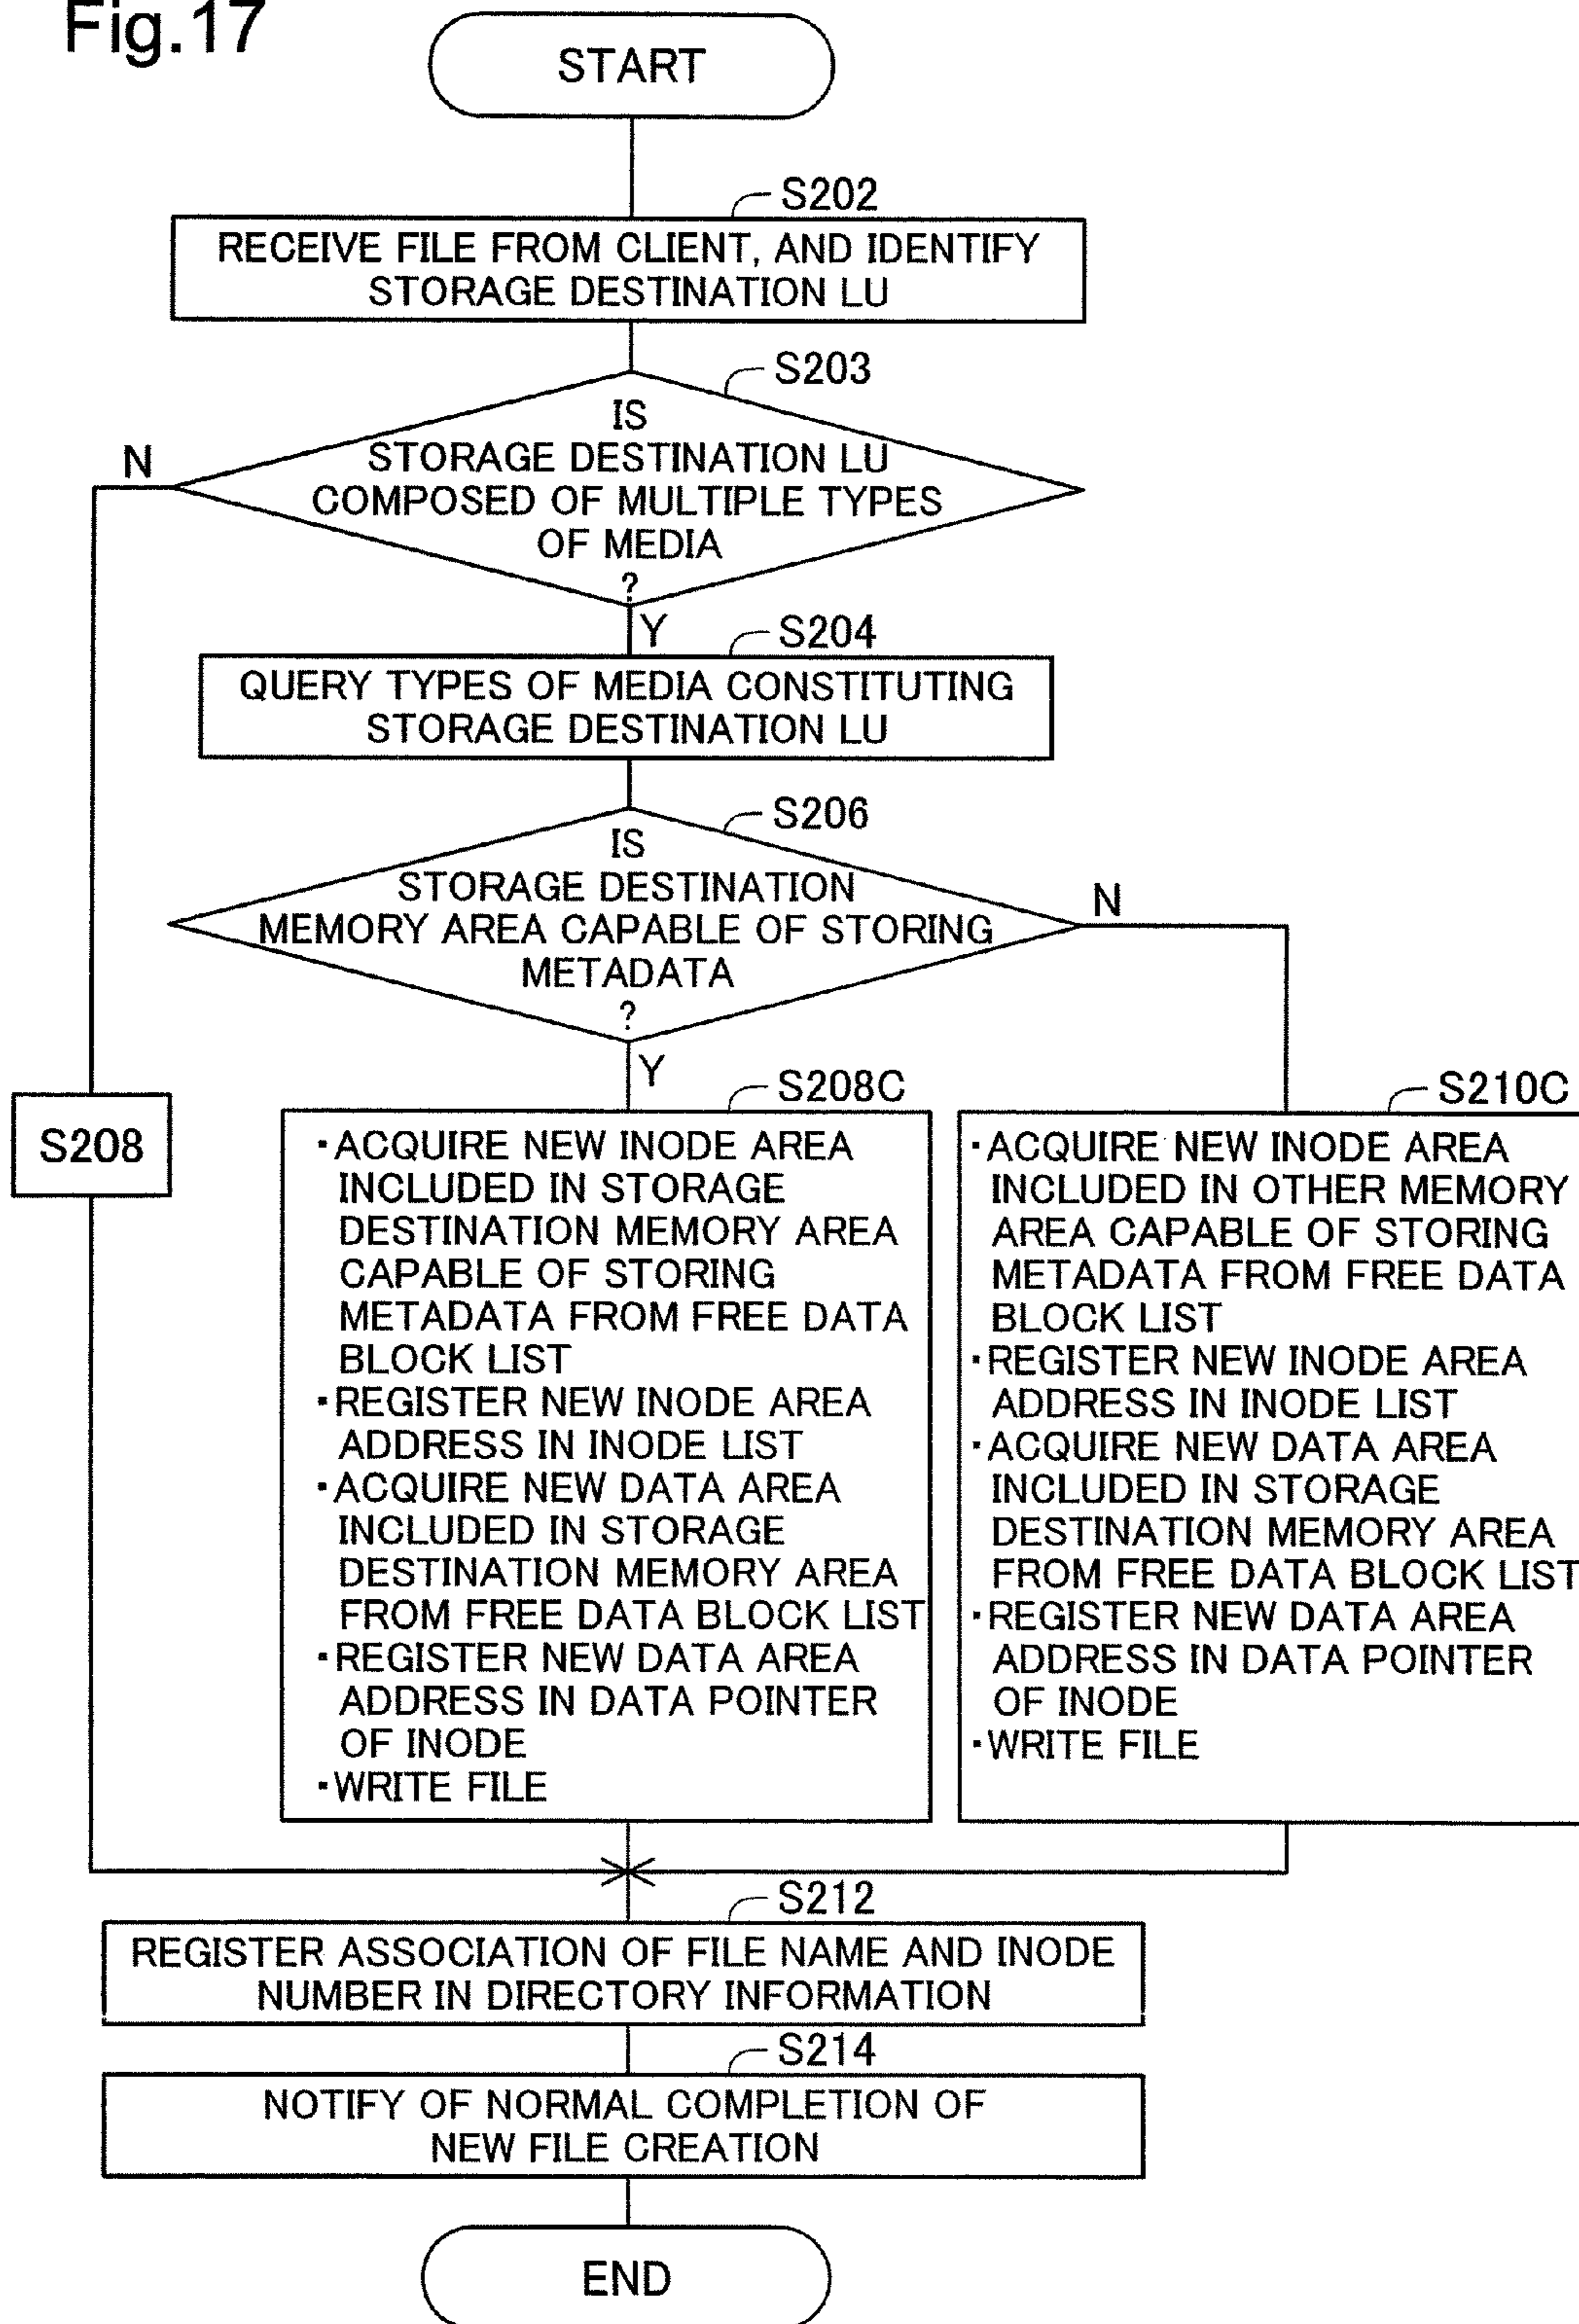 Fig.17
START
S202
RECEIVE FILE FROM CLIENT, AND IDENTIFY
STORAGE DESTINATION LU
S203
IS
STORAGE DESTINATION LU
COMPOSED OF MULTIPLE TYPES
OF MEDIA
?
N
Y
S204
QUERY TYPES OF MEDIA CONSTITUTING
STORAGE DESTINATION LU
S206
IS
STORAGE DESTINATION
MEMORY AREA CAPABLE OF STORING
METADATA
?
N
Y
S208
S208C
・ACQUIRE NEW INODE AREA
INCLUDED IN STORAGE
DESTINATION MEMORY AREA
CAPABLE OF STORING
METADATA FROM FREE DATA
BLOCK LIST
・REGISTER NEW INODE AREA
ADDRESS IN INODE LIST
・ACQUIRE NEW DATA AREA
INCLUDED IN STORAGE
DESTINATION MEMORY AREA
FROM FREE DATA BLOCK LIST
・REGISTER NEW DATA AREA
ADDRESS IN DATA POINTER
OF INODE
・WRITE FILE
S210C
・ACQUIRE NEW INODE AREA
INCLUDED IN OTHER MEMORY
AREA CAPABLE OF STORING
METADATA FROM FREE DATA
BLOCK LIST
・REGISTER NEW INODE AREA
ADDRESS IN INODE LIST
・ACQUIRE NEW DATA AREA
INCLUDED IN STORAGE
DESTINATION MEMORY AREA
FROM FREE DATA BLOCK LIST
・REGISTER NEW DATA AREA
ADDRESS IN DATA POINTER
OF INODE
・WRITE FILE
S212
REGISTER ASSOCIATION OF FILE NAME AND INODE
NUMBER IN DIRECTORY INFORMATION
S214
NOTIFY OF NORMAL COMPLETION OF
NEW FILE CREATION
END